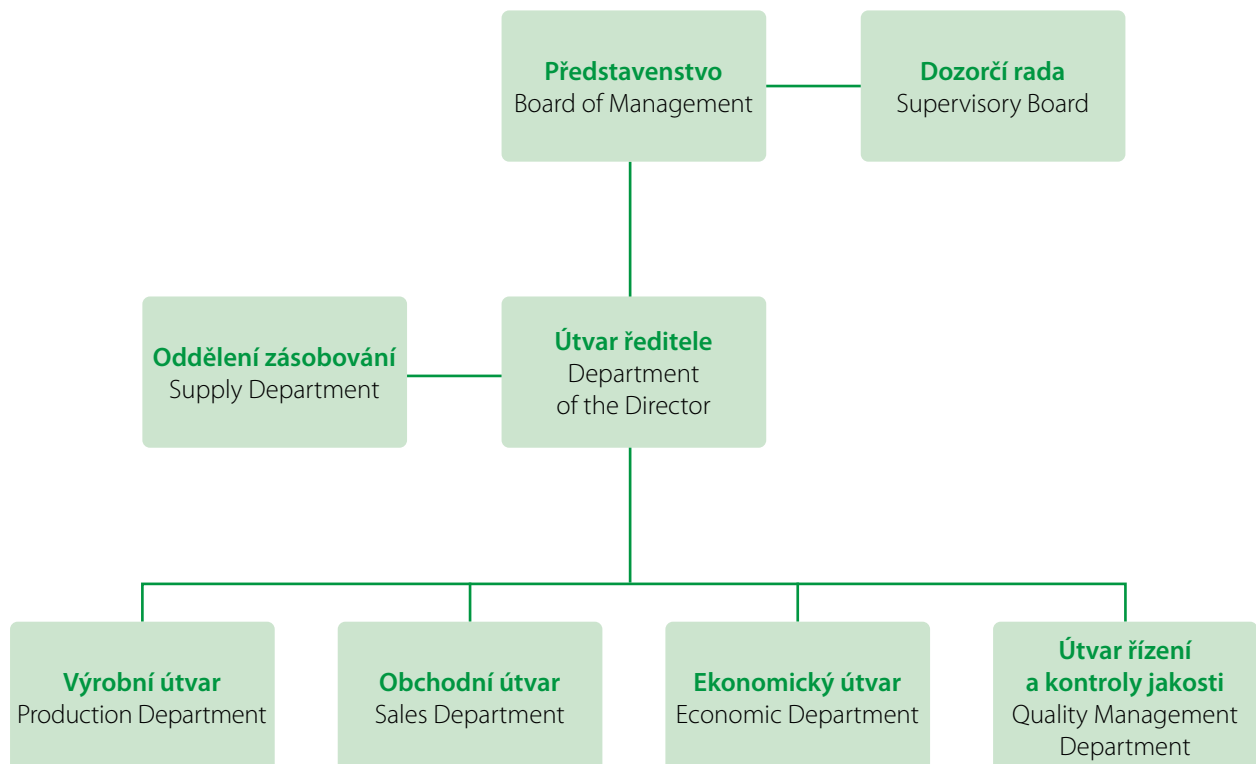 Představenstvo
Board of Management
Dozorčí rada
Supervisory Board
Oddělení zásobování
Supply Department
Útvar ředitele
Department
of the Director
Výrobní útvar
Production Department
Obchodní útvar
Sales Department
Ekonomický útvar
Economic Department
Útvar řízení
a kontroly jakosti
Quality Management
Department